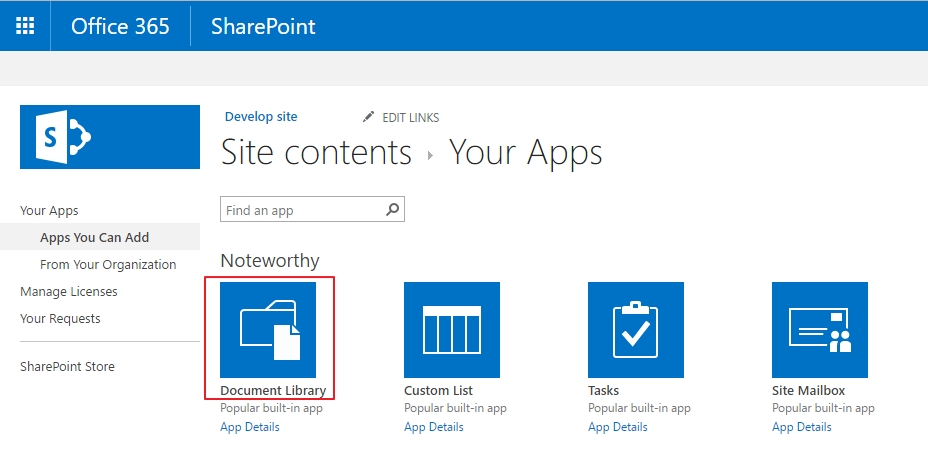 Office 365 SharePoint
S
Develop site EDIT LINKS
Site contents Your Apps
Find an app
Your Apps
Apps You Can Add
From Your Organization
Manage Licenses
Your Requests
SharePoint Store
Noteworthy
Document Library Custom List Tasks Site Mailbox
Popular built-in app Popular built-in app Popular built-in app Popular built-in app
App Details App Details App Details App Details